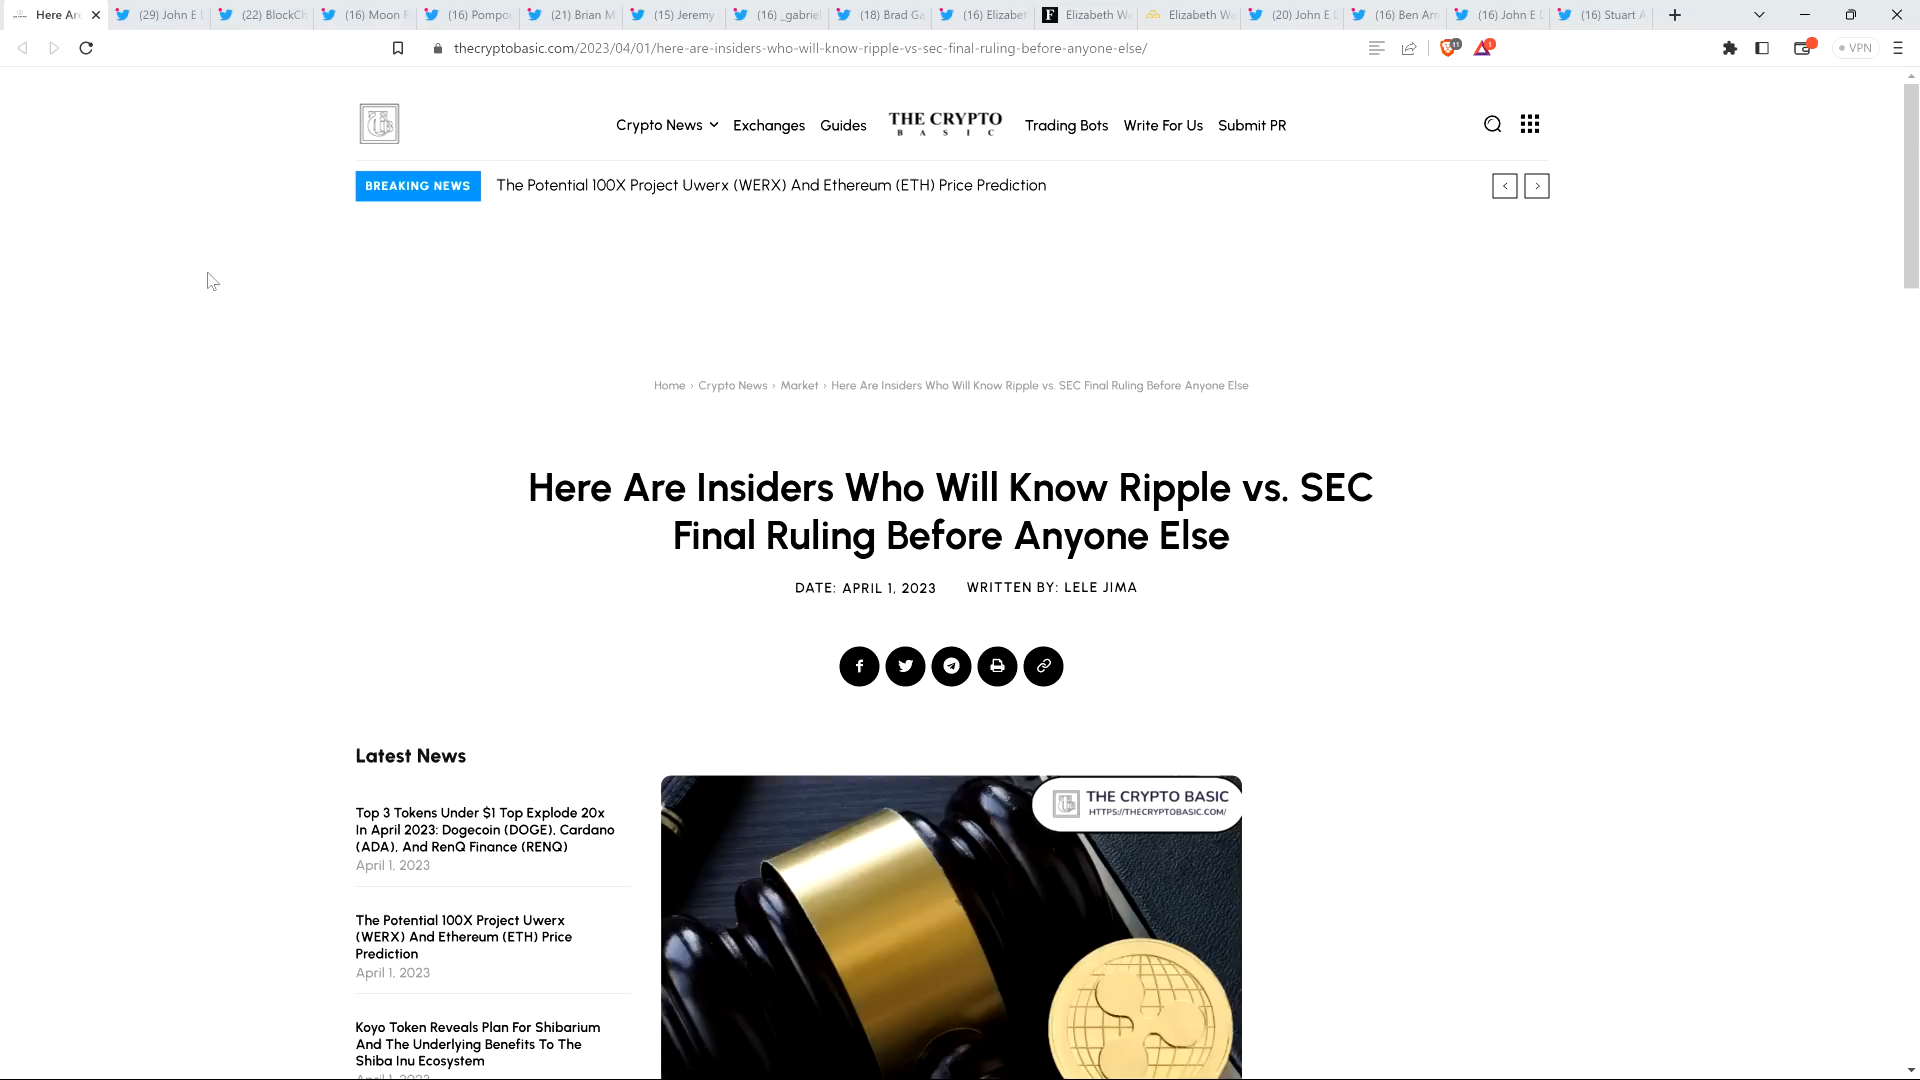 Here Ar
(29) John E
(22) BlockCh
(16) Moon
(16) Pompo
(21) Brian M
(15) Jeremy
(16) _gabriel
(18) Brad Ga
(16) Elizabet
Elizabeth Wa
Elizabeth Wa
(20) John E
(16) Ben Arm
(16) John E
(16) Stuart A
thecryptobasic.com/2023/04/01/here-are-insiders-who-will-know-ripple-vs-sec-final-ruling-before-anyone-else/
VPN
Crypto News
Exchanges
Guides
THE CRYPTO
BASIC
Trading Bots
Write For Us
Submit PR
BREAKING NEWS
The Potential 100X Project Uwerx (WERX) And Ethereum (ETH) Price Prediction
Home › Crypto News › Market › Here Are Insiders Who Will Know Ripple vs. SEC Final Ruling Before Anyone Else
Here Are Insiders Who Will Know Ripple vs. SEC
Final Ruling Before Anyone Else
DATE: APRIL 1, 2023 WRITTEN BY: LELE JIMA
Latest News
Top 3 Tokens Under $1 Top Explode 20x
In April 2023: Dogecoin (DOGE), Cardano
(ADA), And RenQ Finance (RENQ)
April 1, 2023
The Potential 100X Project Uwerx
(WERX) And Ethereum (ETH) Price
Prediction
April 1, 2023
Koyo Token Reveals Plan For Shibarium
And The Underlying Benefits To The
Shiba Inu Ecosystem
April 1, 2023
THE CRYPTO BASIC
HTTPS://THECRYPTOBASIC.COM/